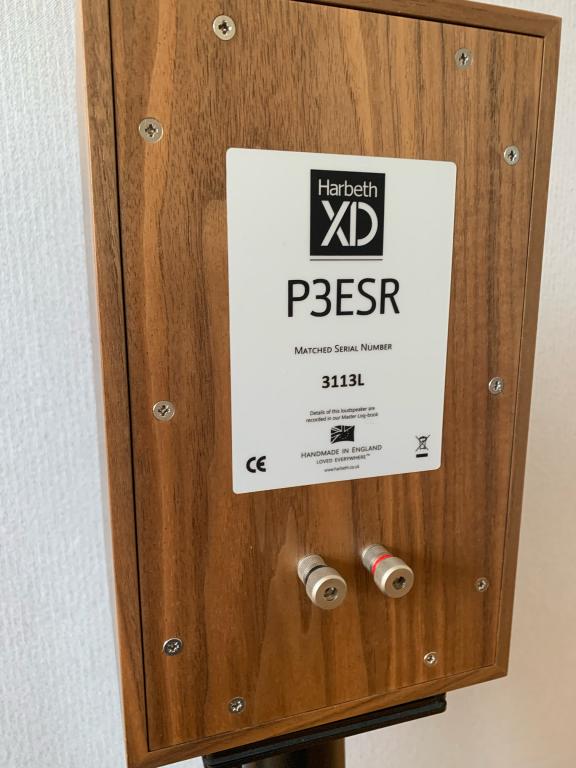 Harbeth
XD
P3ESR
MATCHED SERIAL NUMBER
3113L
Details of this loudspeaker are
recorded in our Master Log-book
HANDMADE IN ENGLAND
LOVED EVERYWHERE™
www.harbeth.co.uk
CE